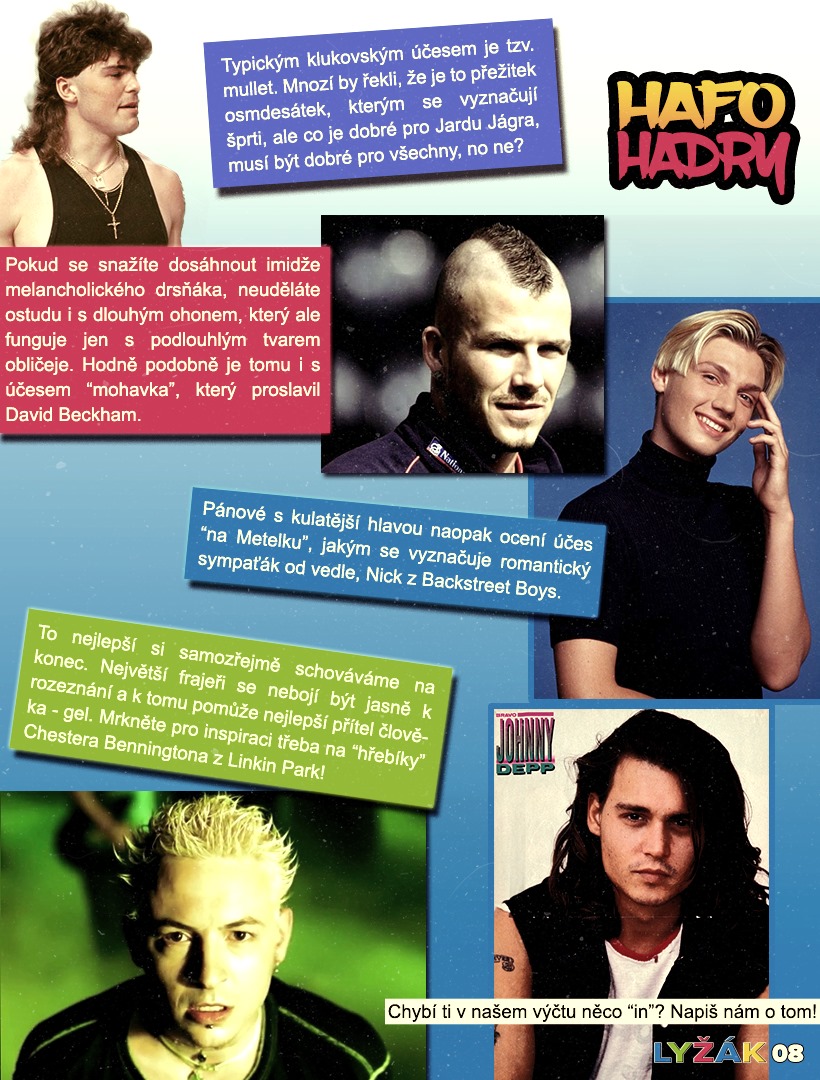 Typickým klukovským účesem je tzv.
mullet. Mnozí by řekli, že je to přežitek
osmdesátek, kterým se vyznačují
šprti, ale co je dobré pro Jardu Jágra,
musí být dobré pro všechny, no ne?
HAFO
HADRY
Pokud se snažíte dosáhnout imidže
melancholického drsňáka, neuděláte
ostudu i s dlouhým ohonem, který ale
funguje jen s podlouhlým tvarem
obličeje. Hodně podobně je tomu i s
účesem “mohavka”, který proslavil
David Beckham.
Nation
Pánové s kulatější hlavou naopak ocení účes
“na Metelku”, jakým se vyznačuje romantický
sympaťák od vedle, Nick z Backstreet Boys.
To nejlepší si samozřejmě schováváme na
konec. Největší frajeři se nebojí být jasně k
rozeznání a k tomu pomůže nejlepší přítel člově-
ka - gel. Mrkněte pro inspiraci třeba na “hřebíky”
Chestera Benningtona z Linkin Park!
BRAVO
JOHNNY
DEPP
Chybí ti v našem výčtu něco “in”? Napiš nám o tom!
LYŽÁK 08